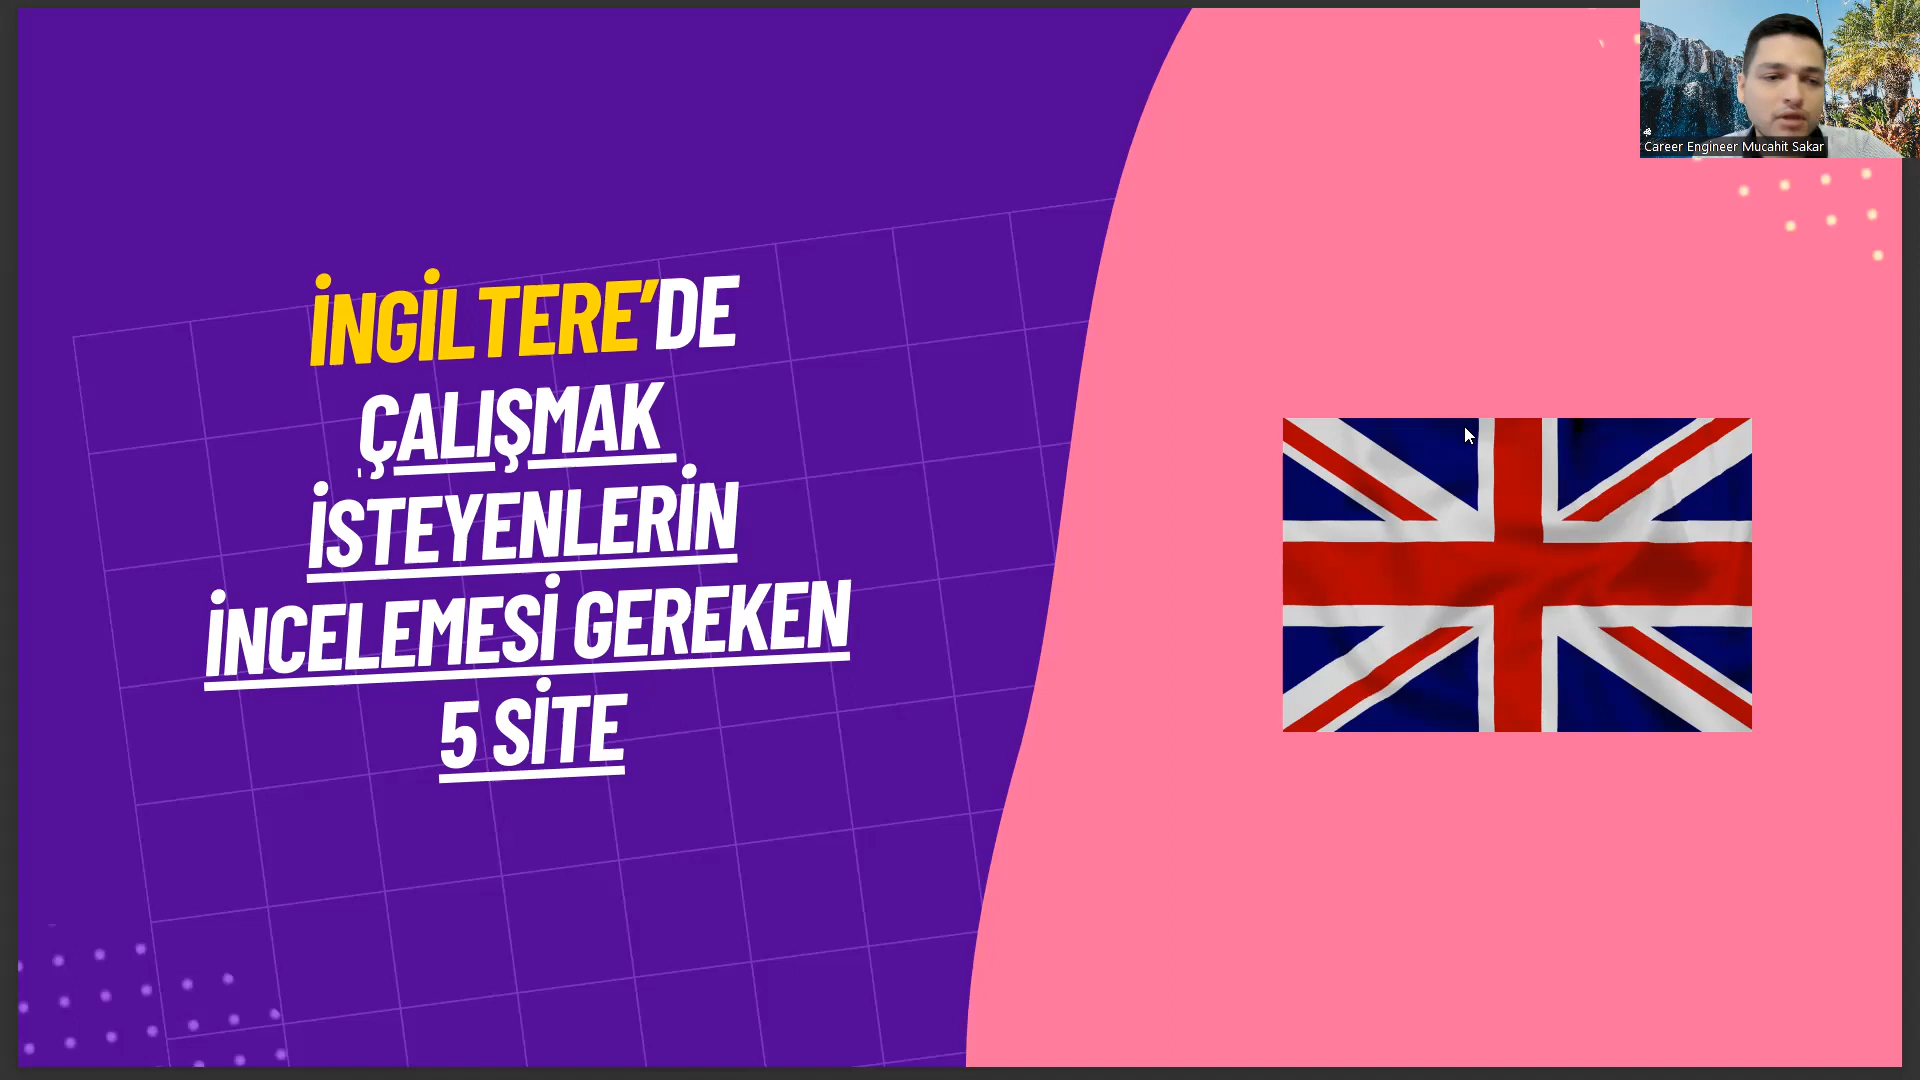 İNGİLTERE’DE
ÇALIŞMAK
İSTEYENLERİN
İNCELEMESİ GEREKEN
5 SİTE
Career Engineer Mucahit Sakar